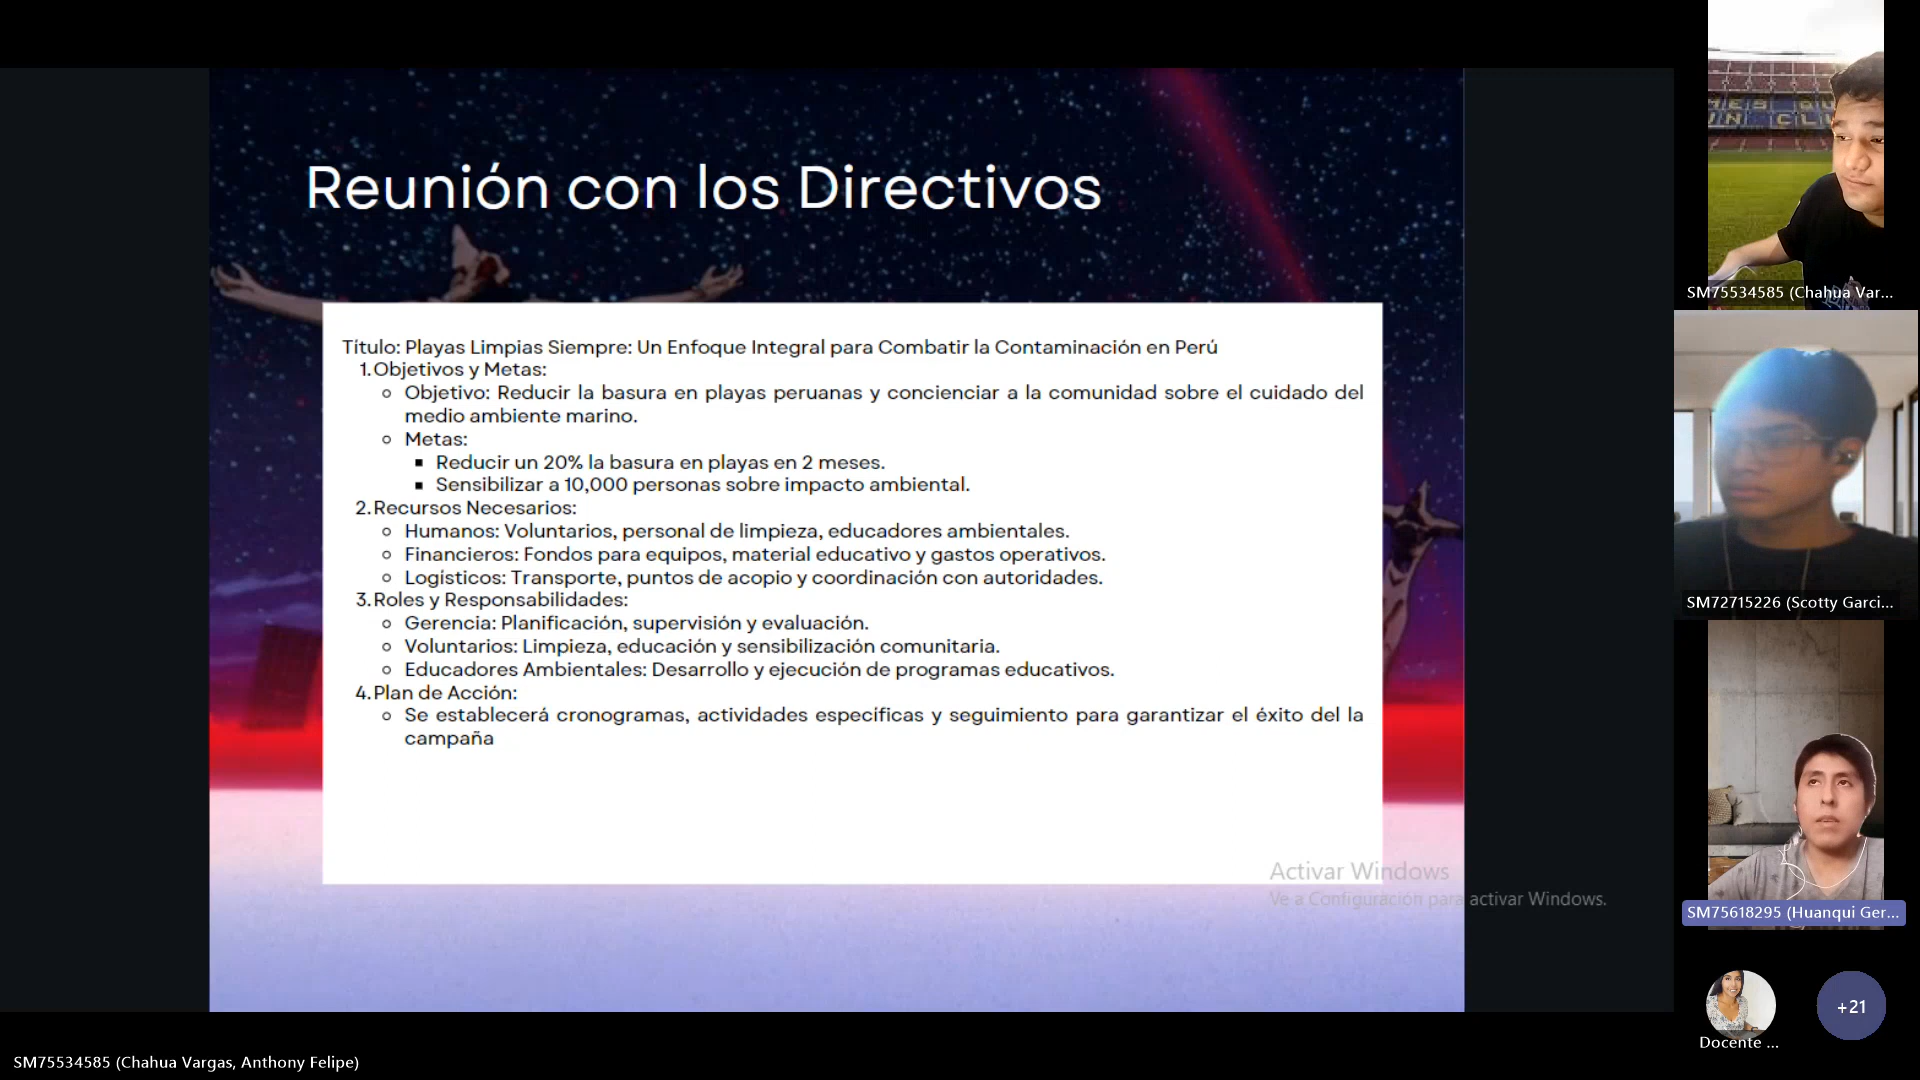 Reunión con los Directivos
Título: Playas Limpias Siempre: Un Enfoque Integral para Combatir la Contaminación en Perú
1. Objetivos y Metas:
Objetivo: Reducir la basura en playas peruanas y concienciar a la comunidad sobre el cuidado del
medio ambiente marino.
Metas:
Reducir un 20% la basura en playas en 2 meses.
Sensibilizar a 10,000 personas sobre impacto ambiental.
2. Recursos Necesarios:
Humanos: Voluntarios, personal de limpieza, educadores ambientales.
Financieros: Fondos para equipos, material educativo y gastos operativos.
Logísticos: Transporte, puntos de acopio y coordinación con autoridades.
3. Roles y Responsabilidades:
Gerencia: Planificación, supervisión y evaluación.
Voluntarios: Limpieza, educación y sensibilización comunitaria.
Educadores Ambientales: Desarrollo y ejecución de programas educativos.
4. Plan de Acción:
Se establecerá cronogramas, actividades específicas y seguimiento para garantizar el éxito del la
campaña
Activar Windows
Ve a Configuración para activar Windows.
SM75534585 (Chahua Vargas, Anthony Felipe)
SM75534585 (Chahua Var...
SM72715226 (Scotty Garci...
SM75618295 (Huanqui Ger...
Docente ...
+21